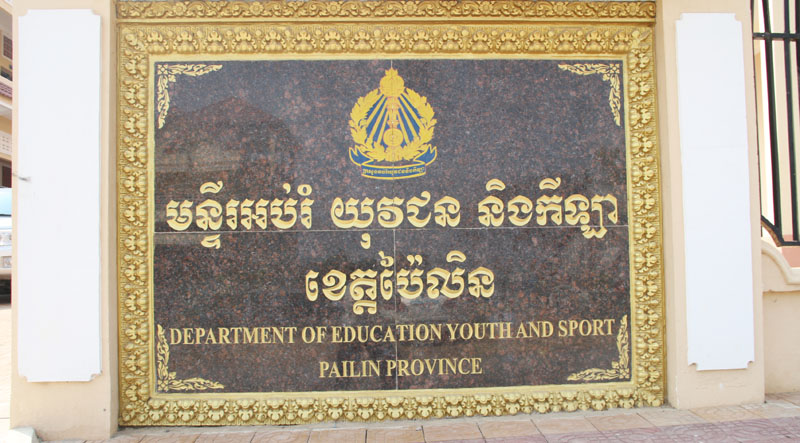 មន្ទីរអប់រំ យុវជន និងកីឡា
ខេត្តប៉ៃលិន
DEPARTMENT OF EDUCATION YOUTH AND SPORT
PAILIN PROVINCE